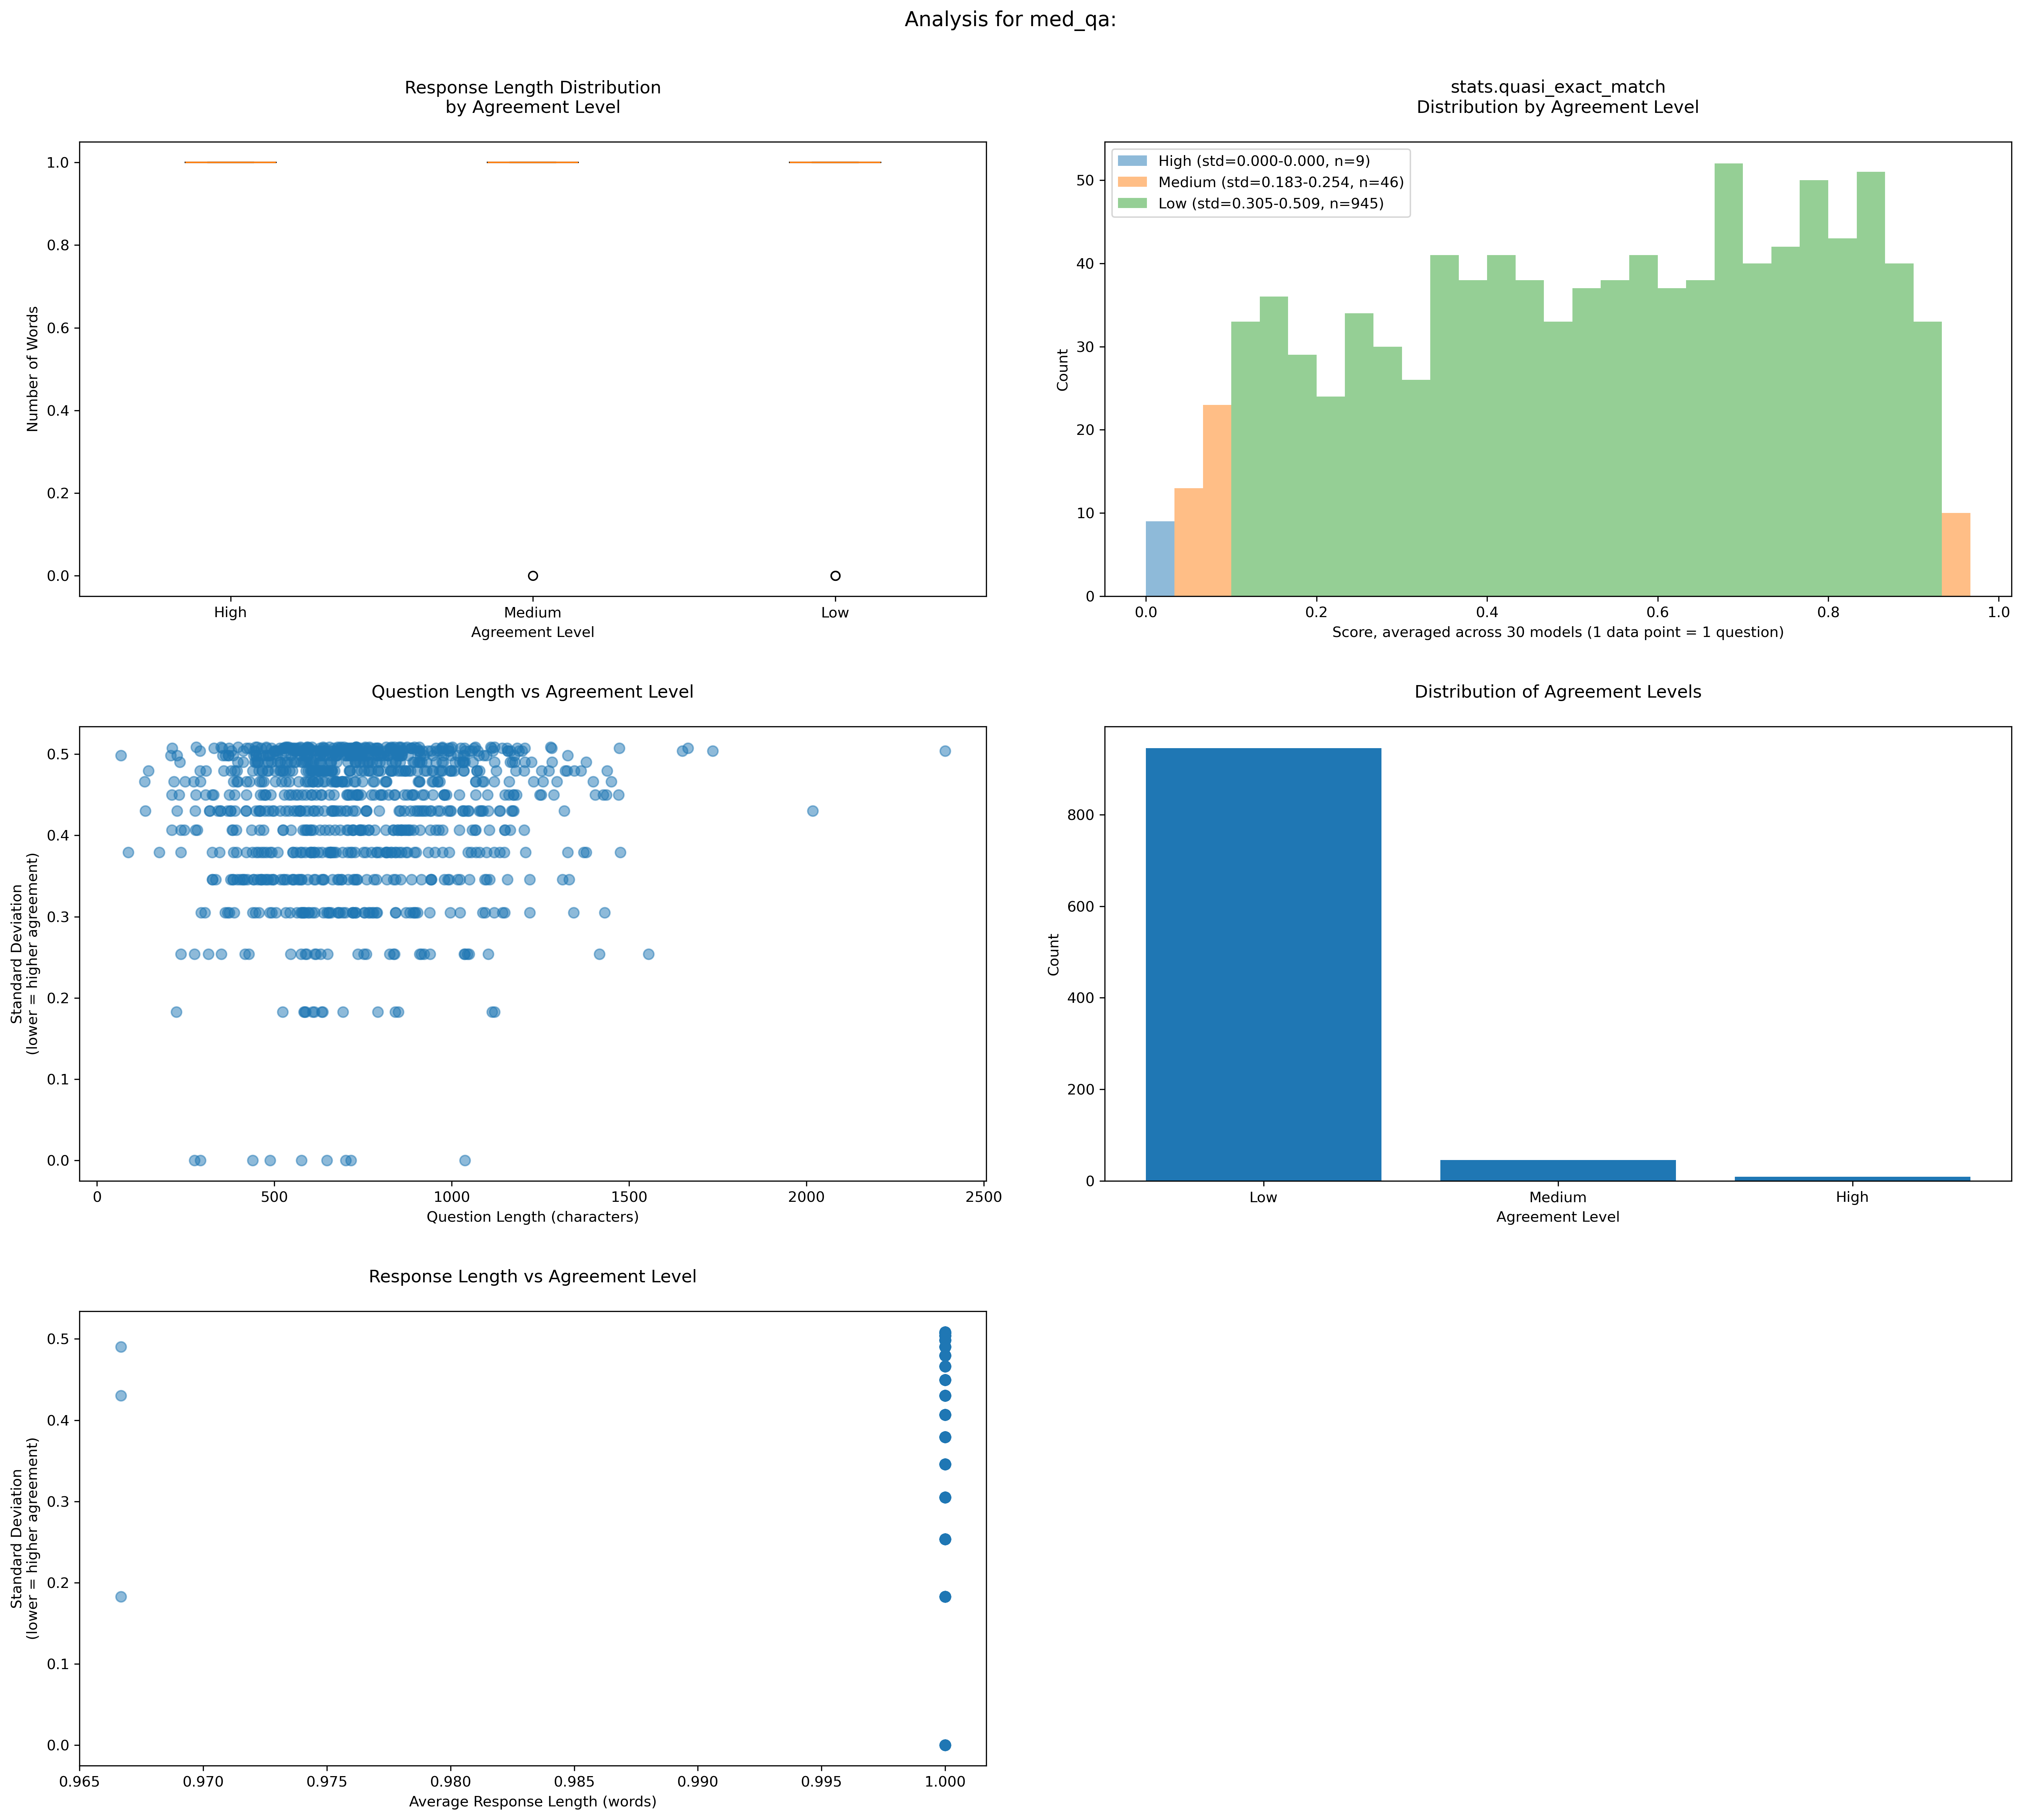 Analysis for med_qa:
Response Length Distribution
by Agreement Level
Number of Words
1.0
0.8
0.6
0.4
0.2
0.0
High
Medium
Low
Agreement Level
stats.quasi_exact_match
Distribution by Agreement Level
High (std=0.000-0.000, n=9)
Medium (std=0.183-0.254, n=46)
Low (std=0.305-0.509, n=945)
Count
50
40
30
20
10
0
0.0
0.2
0.4
0.6
0.8
1.0
Score, averaged across 30 models (1 data point = 1 question)
Question Length vs Agreement Level
Standard Deviation
(lower = higher agreement)
0.5
0.4
0.3
0.2
0.1
0.0
0
500
1000
1500
2000
2500
Question Length (characters)
Distribution of Agreement Levels
Count
800
600
400
200
0
Low
Medium
High
Agreement Level
Response Length vs Agreement Level
Standard Deviation
(lower = higher agreement)
0.5
0.4
0.3
0.2
0.1
0.0
0.965
0.970
0.975
0.980
0.985
0.990
0.995
1.000
Average Response Length (words)